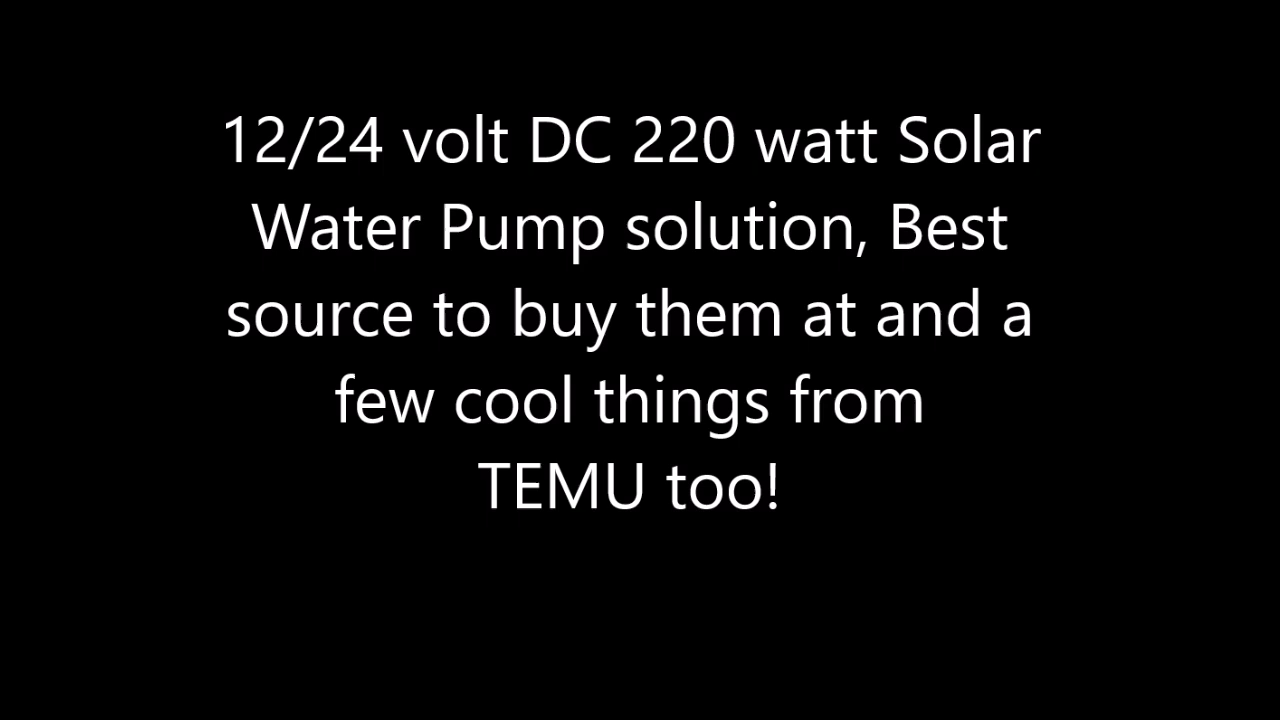 12/24 volt DC 220 watt Solar
Water Pump solution, Best
source to buy them at and a
few cool things from
TEMU too!